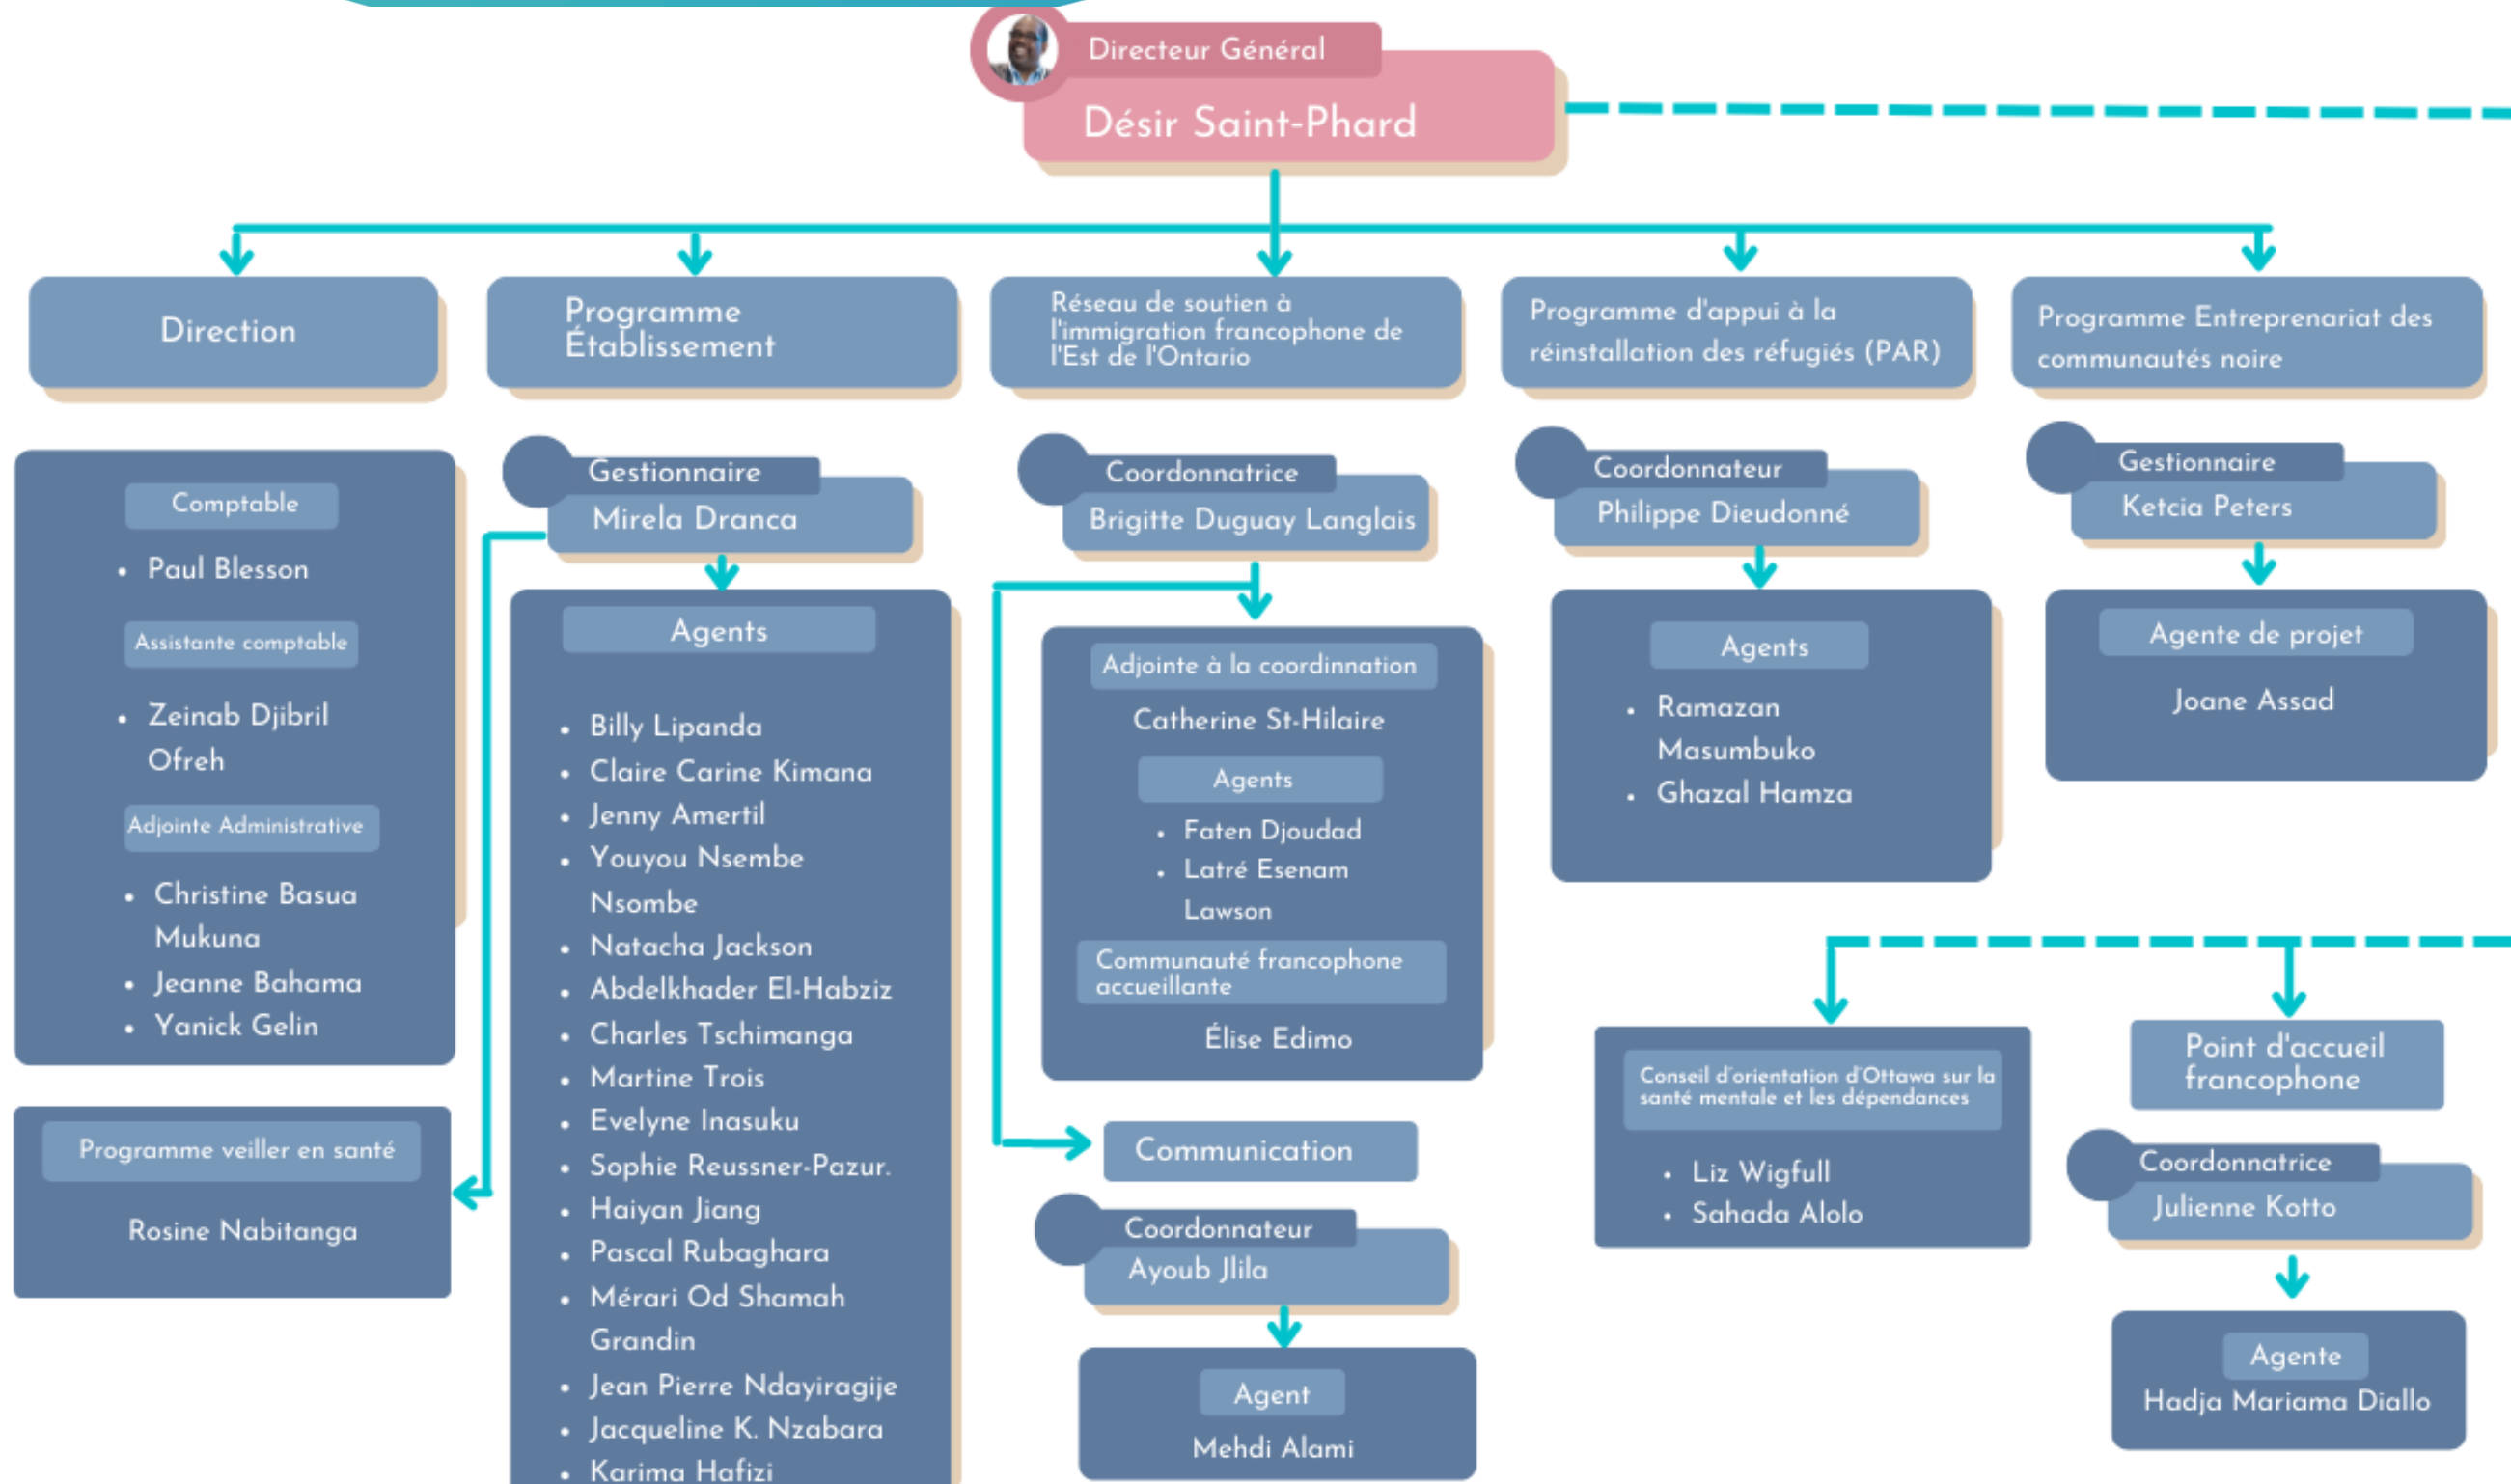 Directeur Général
Désir Saint-Phard
Direction
Comptable
Paul Blesson
Assistante comptable
Zeinab Djibril
Ofreh
Adjointe Administrative
Christine Basua
Mukuna
Jeanne Bahama
Yanick Gelin
Programme veiller en santé
Rosine Nabitanga
Programme
Établissement
Gestionnaire
Mirela Dranca
Agents
Billy Lipanda
Claire Carine Kimana
Jenny Amertil
Youyou Nsembe
Nsombe
Natacha Jackson
Abdelkhader El-Habziz
Charles Tschimanga
Martine Trois
Evelyne Inasuku
Sophie Reussner-Pazur.
Haiyan Jiang
Pascal Rubaghara
Mérari Od Shamah
Grandin
Jean Pierre Ndayiragije
Jacqueline K. Nzabara
Karima Hafizi
Réseau de soutien à
l'immigration francophone de
l'Est de l'Ontario
Coordonnatrice
Brigitte Duguay Langlais
Adjointe à la coordinnation
Catherine St-Hilaire
Agents
Faten Djoudad
Latré Esenam
Lawson
Communauté francophone
accueillante
Élise Edimo
Communication
Coordonnateur
Ayoub Jlila
Agent
Mehdi Alami
Programme d'appui à la
réinstallation des réfugiés (PAR)
Coordonnateur
Philippe Dieudonné
Agents
Ramazan
Masumbuko
Ghazal Hamza
Programme Entreprenariat des
communautés noire
Gestionnaire
Ketcia Peters
Agente de projet
Joane Assad
Conseil d'orientation d'Ottawa sur la
santé mentale et les dépendances
Liz Wigfull
Sahada Alolo
Point d'accueil
francophone
Coordonnatrice
Julienne Kotto
Agente
Hadja Mariama Diallo